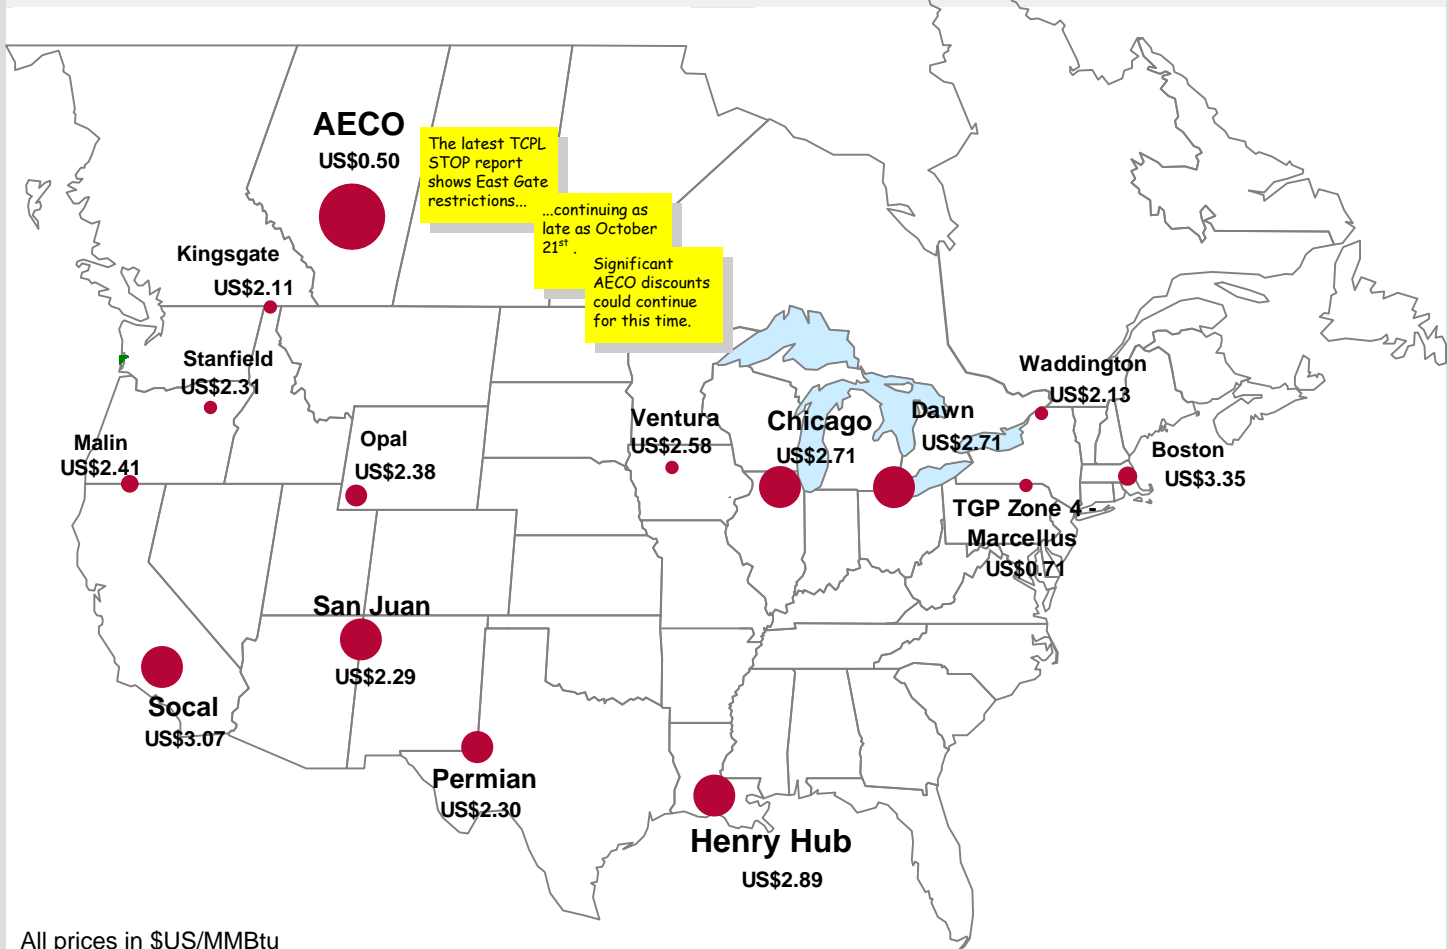 AECO
US$0.50
The latest TCPL
STOP report
shows East Gate
restrictions...
...continuing as
late as October
21st .
Significant
AECO discounts
could continue
for this time.
Kingsgate
US$2.11
Stanfield
US$2.31
Malin
US$2.41
Opal
US$2.38
Ventura
US$2.58
Chicago
US$2.71
Dawn
US$2.71
Waddington
US$2.13
Boston
US$3.35
TGP Zone 4 -
Marcellus
US$0.71
San Juan
US$2.29
Socal
US$3.07
Permian
US$2.30
Henry Hub
US$2.89
All prices in $US/MMBtu